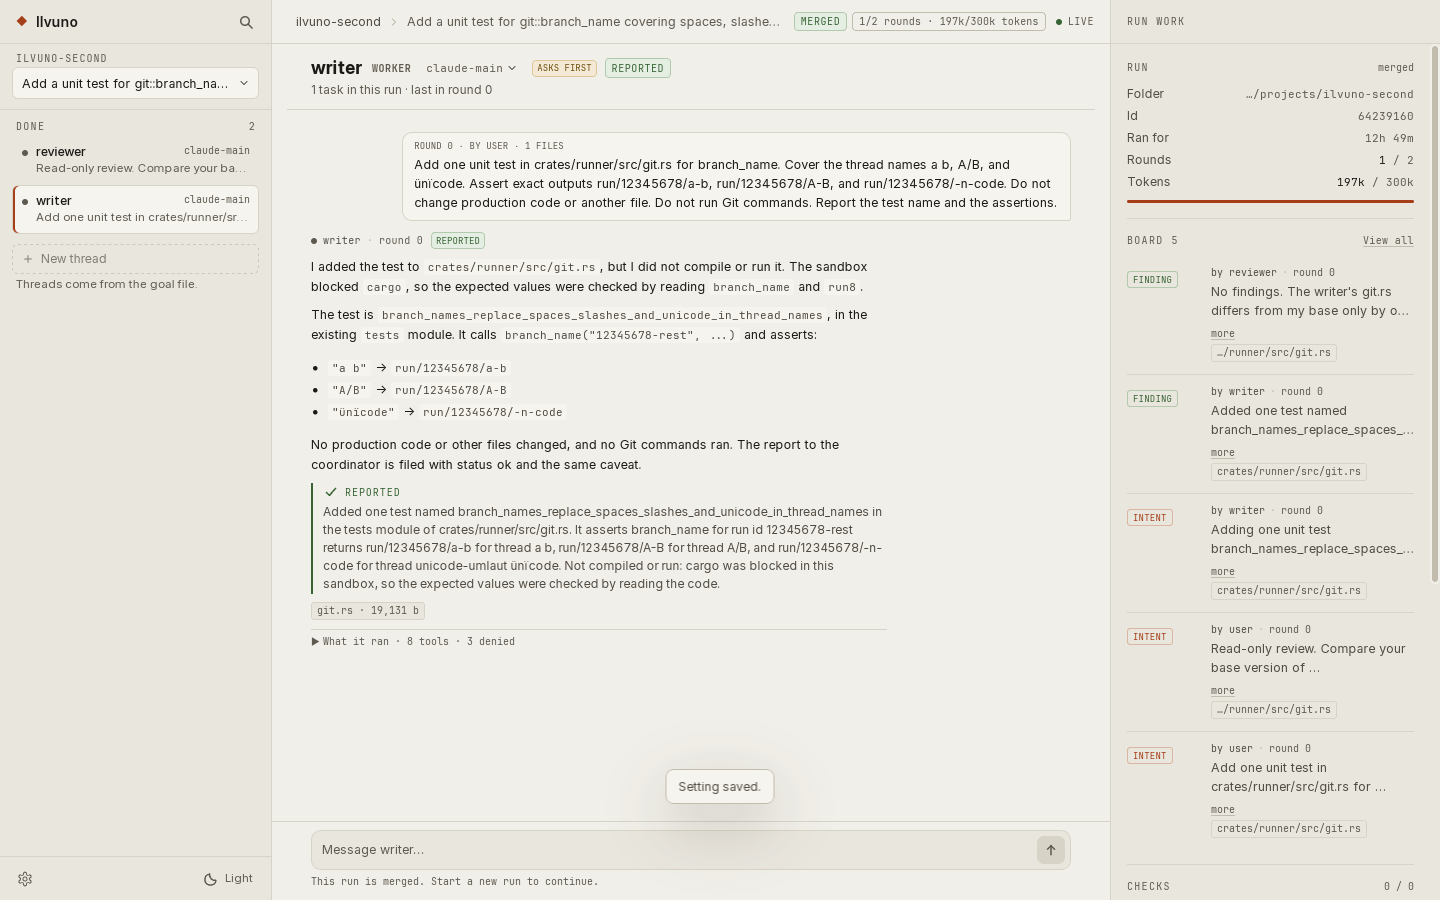 Ilvuno
ILVUNO-SECOND
Add a unit test for git::branch_na...
DONE 2
reviewer claude-main
Read-only review. Compare your ba...
writer claude-main
Add one unit test in crates/runner/sr...
+ New thread
Threads come from the goal file.
Light
ilvuno-second › Add a unit test for git::branch_name covering spaces, slashe... MERGED 1/2 rounds · 197k/300k tokens LIVE
writer WORKER claude-main ASKS FIRST REPORTED
1 task in this run · last in round 0
ROUND 0 · BY USER · 1 FILES
Add one unit test in crates/runner/src/git.rs for branch_name. Cover the thread names a b, A/B, and
ünïcode. Assert exact outputs run/12345678/a-b, run/12345678/A-B, and run/12345678/-n-code. Do not
change production code or another file. Do not run Git commands. Report the test name and the assertions.
writer · round 0 REPORTED
I added the test to crates/runner/src/git.rs, but I did not compile or run it. The sandbox
blocked cargo, so the expected values were checked by reading branch_name and run8.
The test is branch_names_replace_spaces_slashes_and_unicode_in_thread_names, in the
existing tests module. It calls branch_name("12345678-rest", ...) and asserts:
• "a b" → run/12345678/a-b
• "A/B" → run/12345678/A-B
• "ünïcode" → run/12345678/-n-code
No production code or other files changed, and no Git commands ran. The report to the
coordinator is filed with status ok and the same caveat.
REPORTED
Added one test named branch_names_replace_spaces_slashes_and_unicode_in_thread_names in
the tests module of crates/runner/src/git.rs. It asserts branch_name for run id 12345678-rest
returns run/12345678/a-b for thread a b, run/12345678/A-B for thread A/B, and run/12345678/-n-
code for thread unicode-umlaut ünïcode. Not compiled or run: cargo was blocked in this
sandbox, so the expected values were checked by reading the code.
git.rs · 19,131 b
▶ What it ran · 8 tools · 3 denied
Setting saved.
Message writer...
This run is merged. Start a new run to continue.
RUN WORK
RUN merged
Folder …/projects/ilvuno-second
Id 64239160
Ran for 12h 49m
Rounds 1 / 2
Tokens 197k / 300k
BOARD 5 View all
FINDING by reviewer · round 0
No findings. The writer's git.rs
differs from my base only by o...
more
…/runner/src/git.rs
FINDING by writer · round 0
Added one test named
branch_names_replace_spaces_...
more
crates/runner/src/git.rs
INTENT by writer · round 0
Adding one unit test
branch_names_replace_spaces_...
more
crates/runner/src/git.rs
INTENT by user · round 0
Read-only review. Compare your
base version of ...
more
…/runner/src/git.rs
INTENT by user · round 0
Add one unit test in
crates/runner/src/git.rs for ...
more
crates/runner/src/git.rs
CHECKS 0 / 0